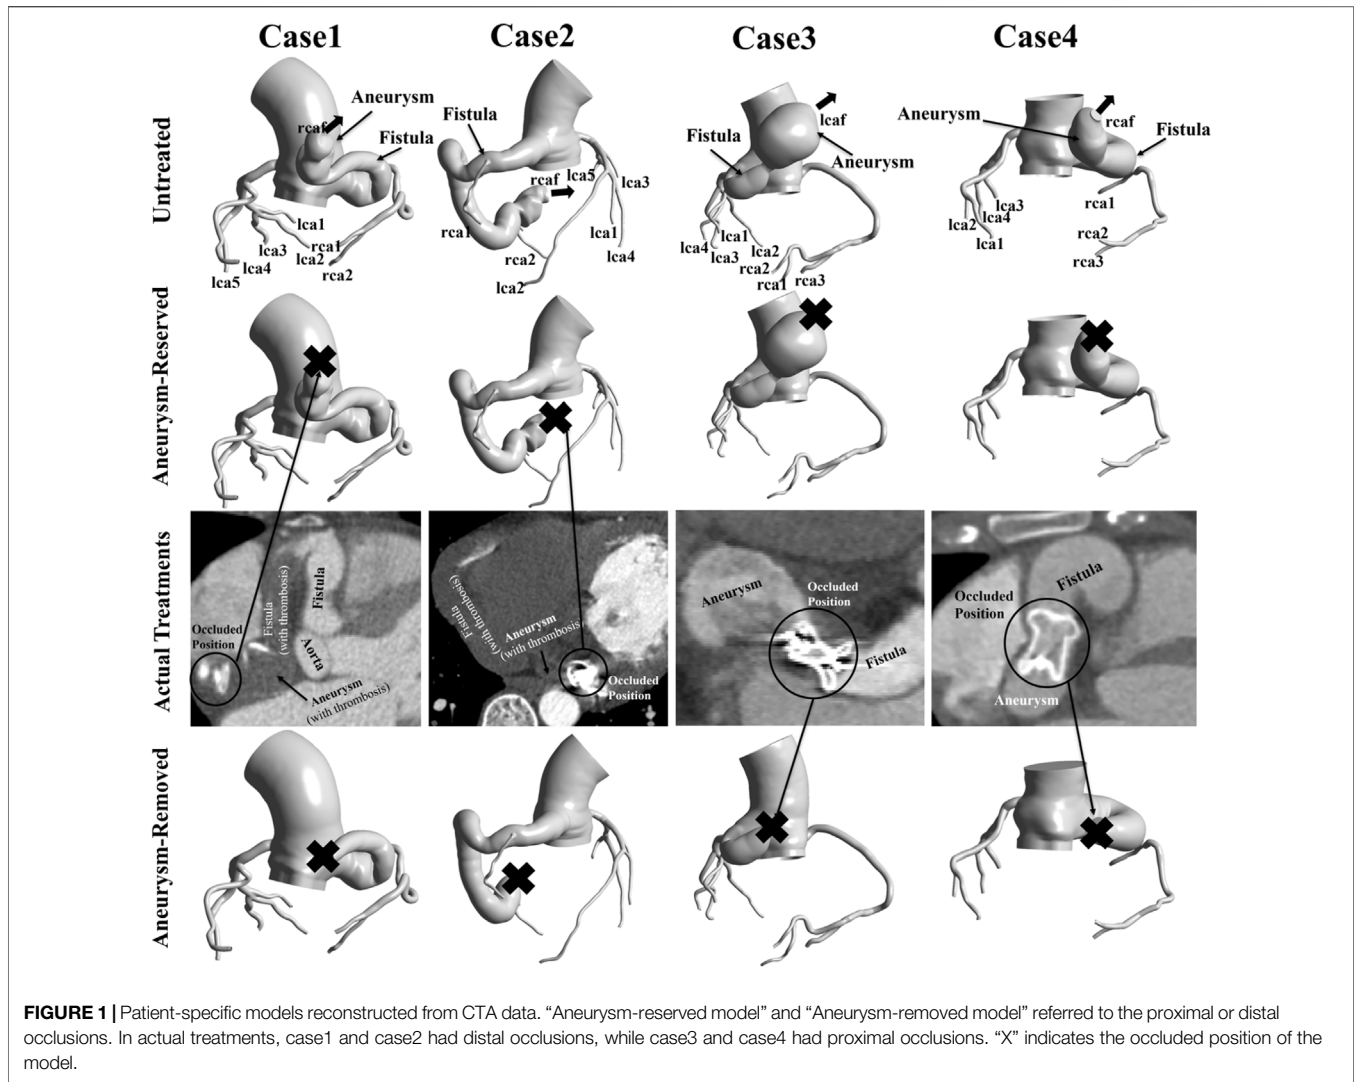 Case1 Case2 Case3 Case4
Untreated
Aneurysm
rcaf
Fistula
lca1
lca3
rca1
lca4
lca2
lca5
rca2
Fistula
rcaf
lca5
lca3
rca1
lca1
rca2
lca4
lca2
lcaf
Fistula
Aneurysm
lca1
lca4
lca2
lca3
rca2
rca1
rca3
Aneurysm
rcaf
Fistula
lca3
rca1
lca2
lca4
lca1
rca2
rca3
Aneurysm-Reserved
Actual Treatments
Fistula
(with thrombosis)
Fistula
Occluded
Position
Aorta
Aneurysm
(with thrombosis)
Fistula
(with thrombosis)
Aneurysm
(with thrombosis)
Occluded
Position
Aneurysm
Occluded
Position
Fistula
Occluded
Position
Fistula
Aneurysm
Aneurysm-Removed
FIGURE 1 | Patient-specific models reconstructed from CTA data. “Aneurysm-reserved model” and “Aneurysm-removed model” referred to the proximal or distal
occlusions. In actual treatments, case1 and case2 had distal occlusions, while case3 and case4 had proximal occlusions. “X” indicates the occluded position of the
model.